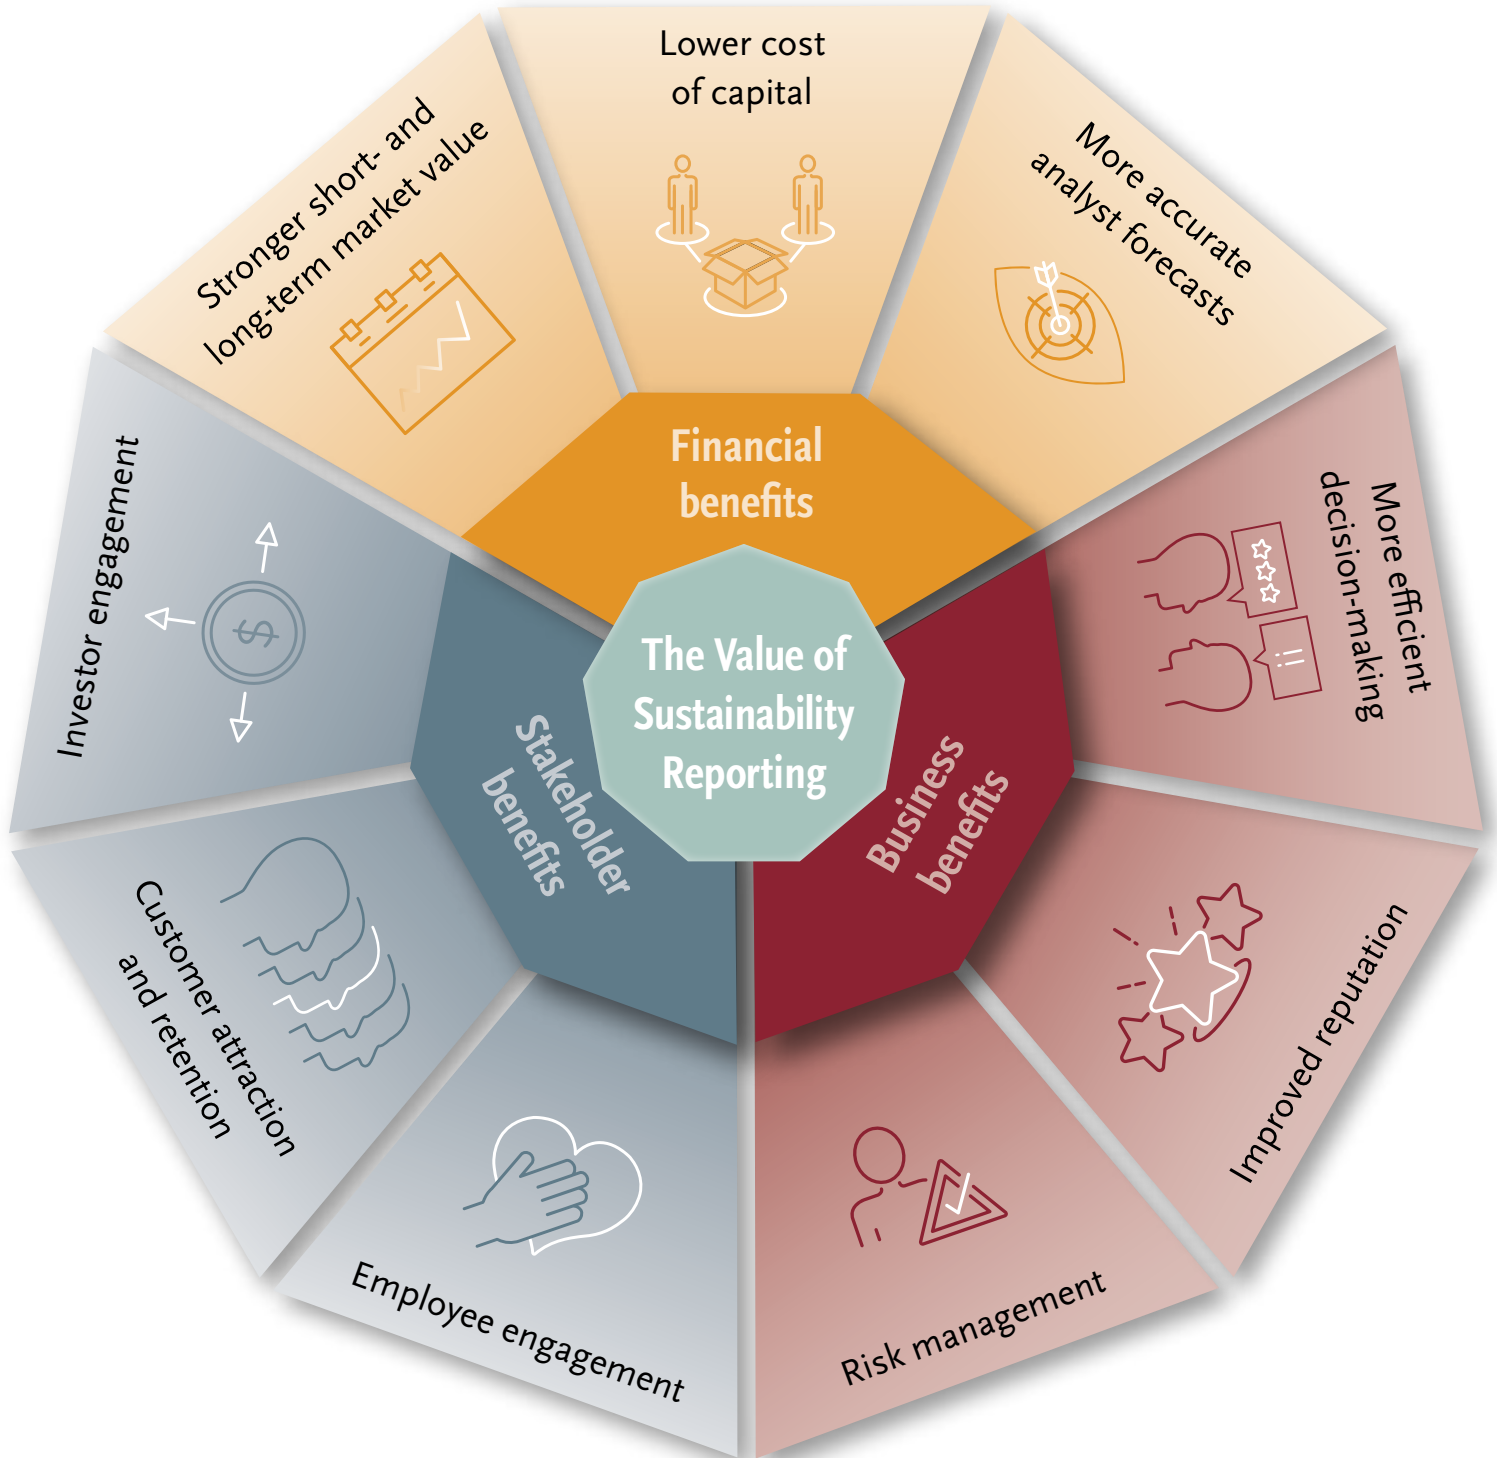 The Value of
Sustainability
Reporting
Financial
benefits
Stronger short- and
long-term market value
Lower cost
of capital
More accurate
analyst forecasts
Business
benefits
More efficient
decision-making
Improved reputation
Risk management
Stakeholder
benefits
Employee engagement
Customer attraction
and retention
Investor engagement
$
!!